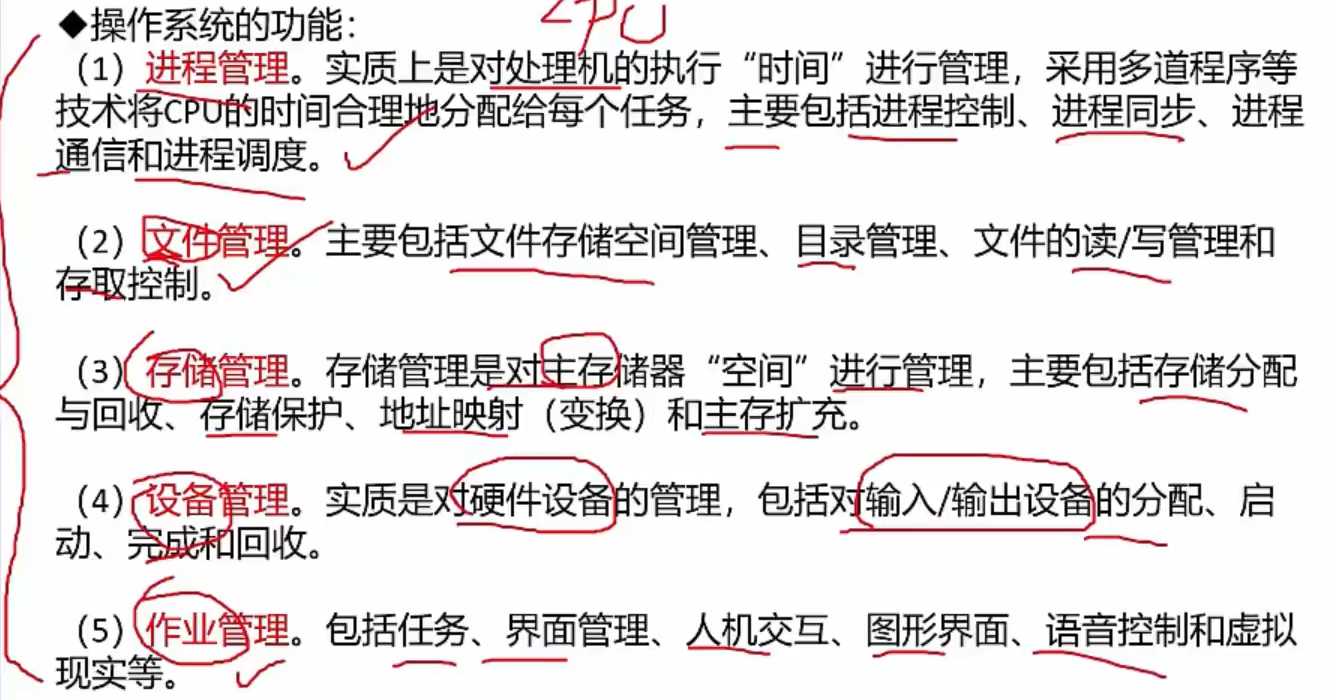 CPU
◆操作系统的功能：
（1）进程管理。实质上是对处理机的执行“时间”进行管理，采用多道程序等
技术将CPU的时间合理地分配给每个任务，主要包括进程控制、进程同步、进程
通信和进程调度。
（2）文件管理。主要包括文件存储空间管理、目录管理、文件的读/写管理和
存取控制。
（3）存储管理。存储管理是对主存储器“空间”进行管理，主要包括存储分配
与回收、存储保护、地址映射（变换）和主存扩充。
（4）设备管理。实质是对硬件设备的管理，包括对输入/输出设备的分配、启
动、完成和回收。
（5）作业管理。包括任务、界面管理、人机交互、图形界面、语音控制和虚拟
现实等。